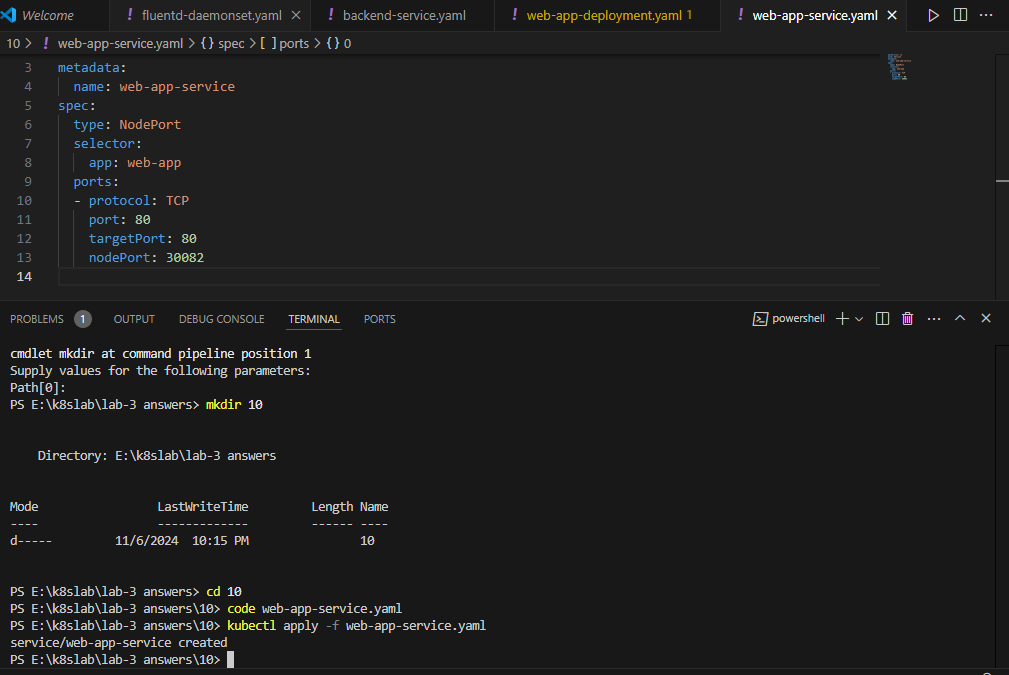 Welcome ! fluentd-daemonset.yaml × ! backend-service.yaml ! web-app-deployment.yaml 1 ! web-app-service.yaml × ...
10 > ! web-app-service.yaml > {} spec > [ ] ports > {} 0
3 metadata:
4 name: web-app-service
5 spec:
6 type: NodePort
7 selector:
8 app: web-app
9 ports:
10 - protocol: TCP
11 port: 80
12 targetPort: 80
13 nodePort: 30082
14
PROBLEMS 1 OUTPUT DEBUG CONSOLE TERMINAL PORTS powershell
cmdlet mkdir at command pipeline position 1
Supply values for the following parameters:
Path[0]:
PS E:\k8slab\lab-3 answers> mkdir 10
Directory: E:\k8slab\lab-3 answers
Mode LastWriteTime Length Name
---- ------------- ------ ----
d----- 11/6/2024 10:15 PM 10
PS E:\k8slab\lab-3 answers> cd 10
PS E:\k8slab\lab-3 answers\10> code web-app-service.yaml
PS E:\k8slab\lab-3 answers\10> kubectl apply -f web-app-service.yaml
service/web-app-service created
PS E:\k8slab\lab-3 answers\10>